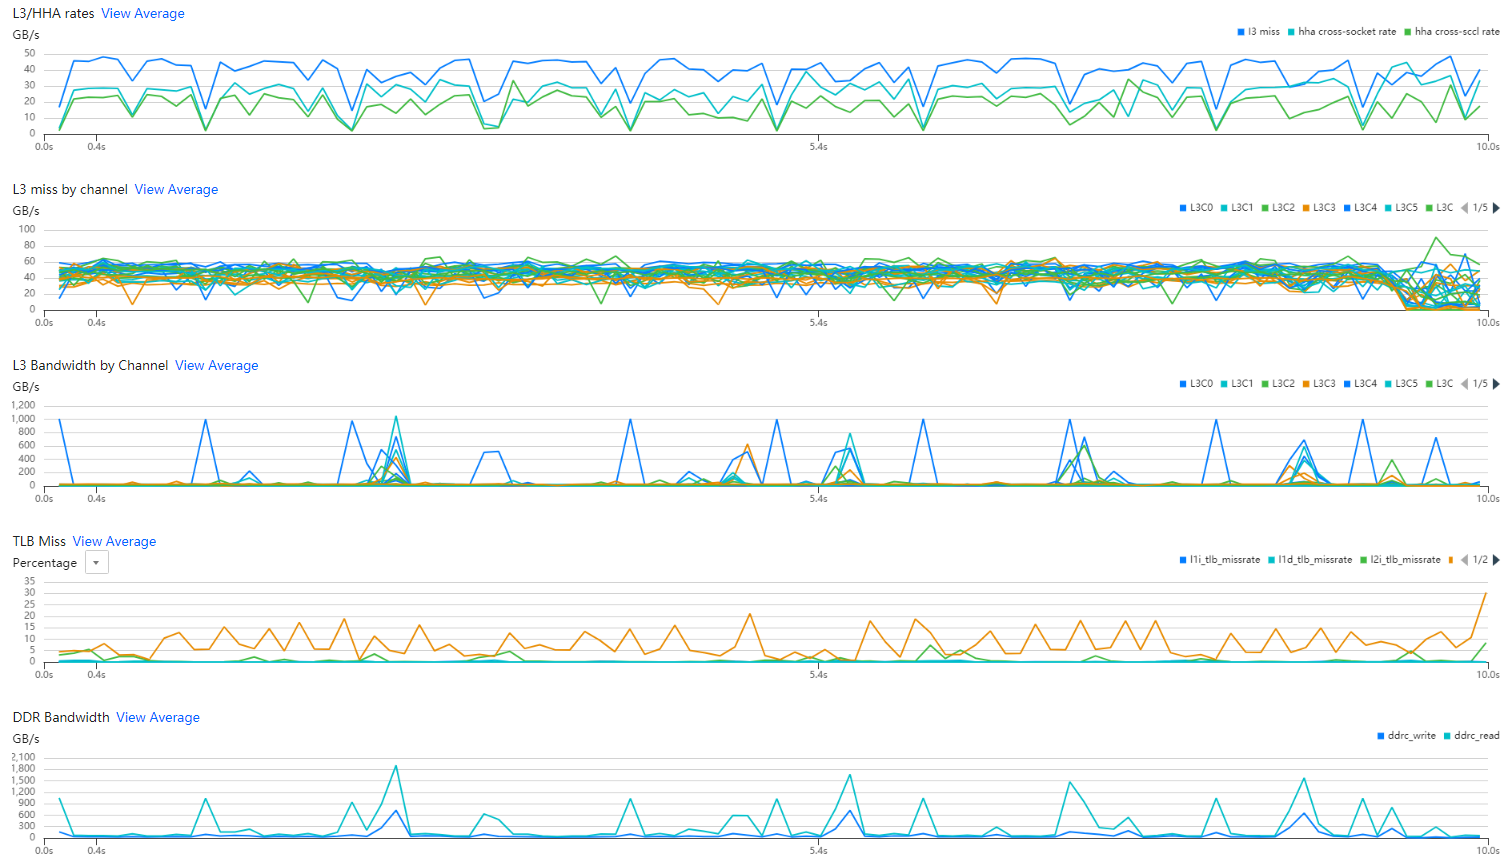 L3/HHA rates View Average
GB/s
l3 miss hha cross-socket rate hha cross-sccl rate
50
40
30
20
10
0
0.0s 0.4s 5.4s 10.0s
L3 miss by channel View Average
GB/s
L3C0 L3C1 L3C2 L3C3 L3C4 L3C5 L3C 1/5
100
80
60
40
20
0
0.0s 0.4s 5.4s 10.0s
L3 Bandwidth by Channel View Average
GB/s
L3C0 L3C1 L3C2 L3C3 L3C4 L3C5 L3C 1/5
1,200
1,000
800
600
400
200
0
0.0s 0.4s 5.4s 10.0s
TLB Miss View Average
Percentage
l1i_tlb_missrate l1d_tlb_missrate l2i_tlb_missrate 1/2
35
30
25
20
15
10
5
0
0.0s 0.4s 5.4s 10.0s
DDR Bandwidth View Average
GB/s
ddrc_write ddrc_read
2,100
1,800
1,500
1,200
900
600
300
0
0.0s 0.4s 5.4s 10.0s